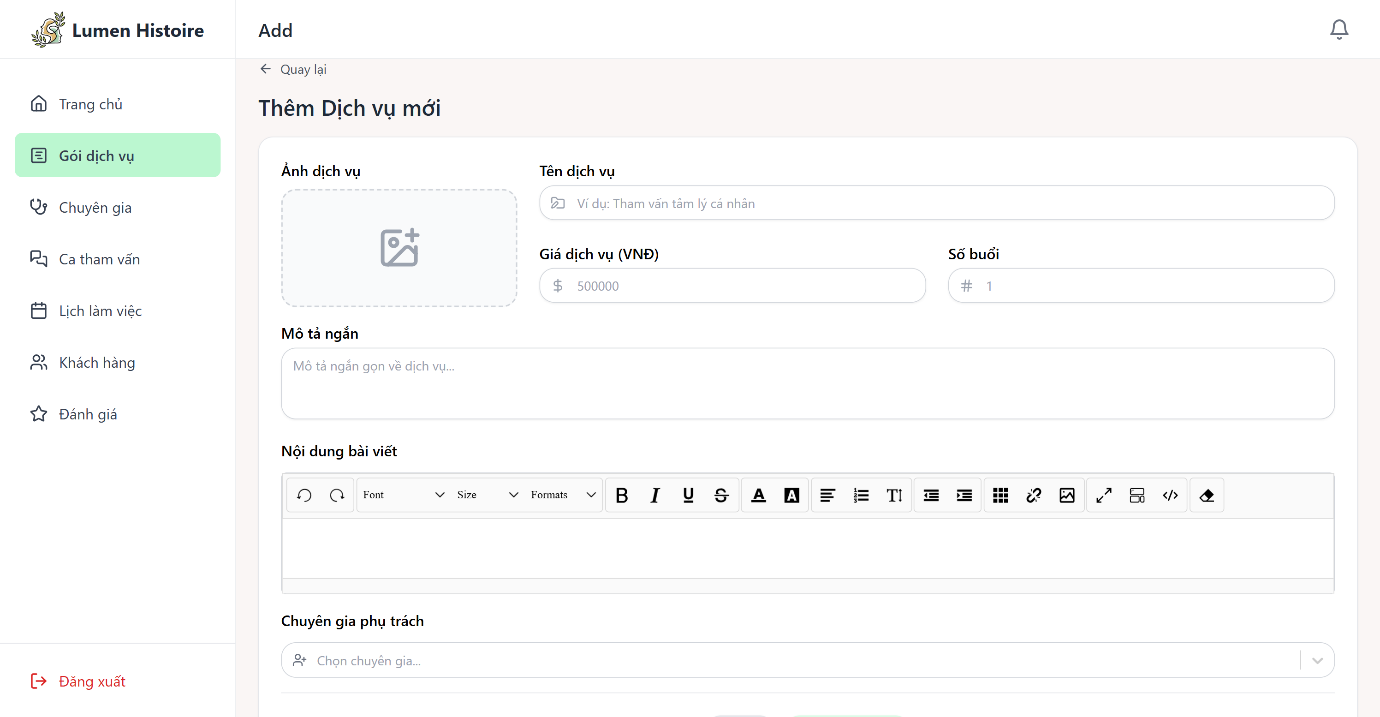 Lumen Histoire
Add
Trang chủ
Gói dịch vụ
Chuyên gia
Ca tham vấn
Lịch làm việc
Khách hàng
Đánh giá
Đăng xuất
Quay lại
Thêm Dịch vụ mới
Ảnh dịch vụ
Tên dịch vụ
Ví dụ: Tham vấn tâm lý cá nhân
Giá dịch vụ (VNĐ)
Số buổi
$ 500000
# 1
Mô tả ngắn
Mô tả ngắn gọn về dịch vụ...
Nội dung bài viết
Font Size Formats
Chuyên gia phụ trách
Chọn chuyên gia...